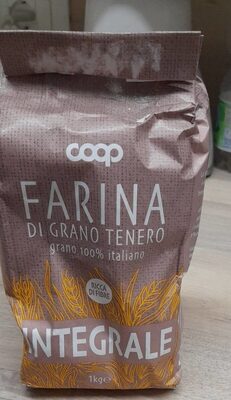 coop
FARINA
DI GRANO TENERO
grano 100% italiano
RICCA
DI FIBRE
INTEGRALE
1kg℮